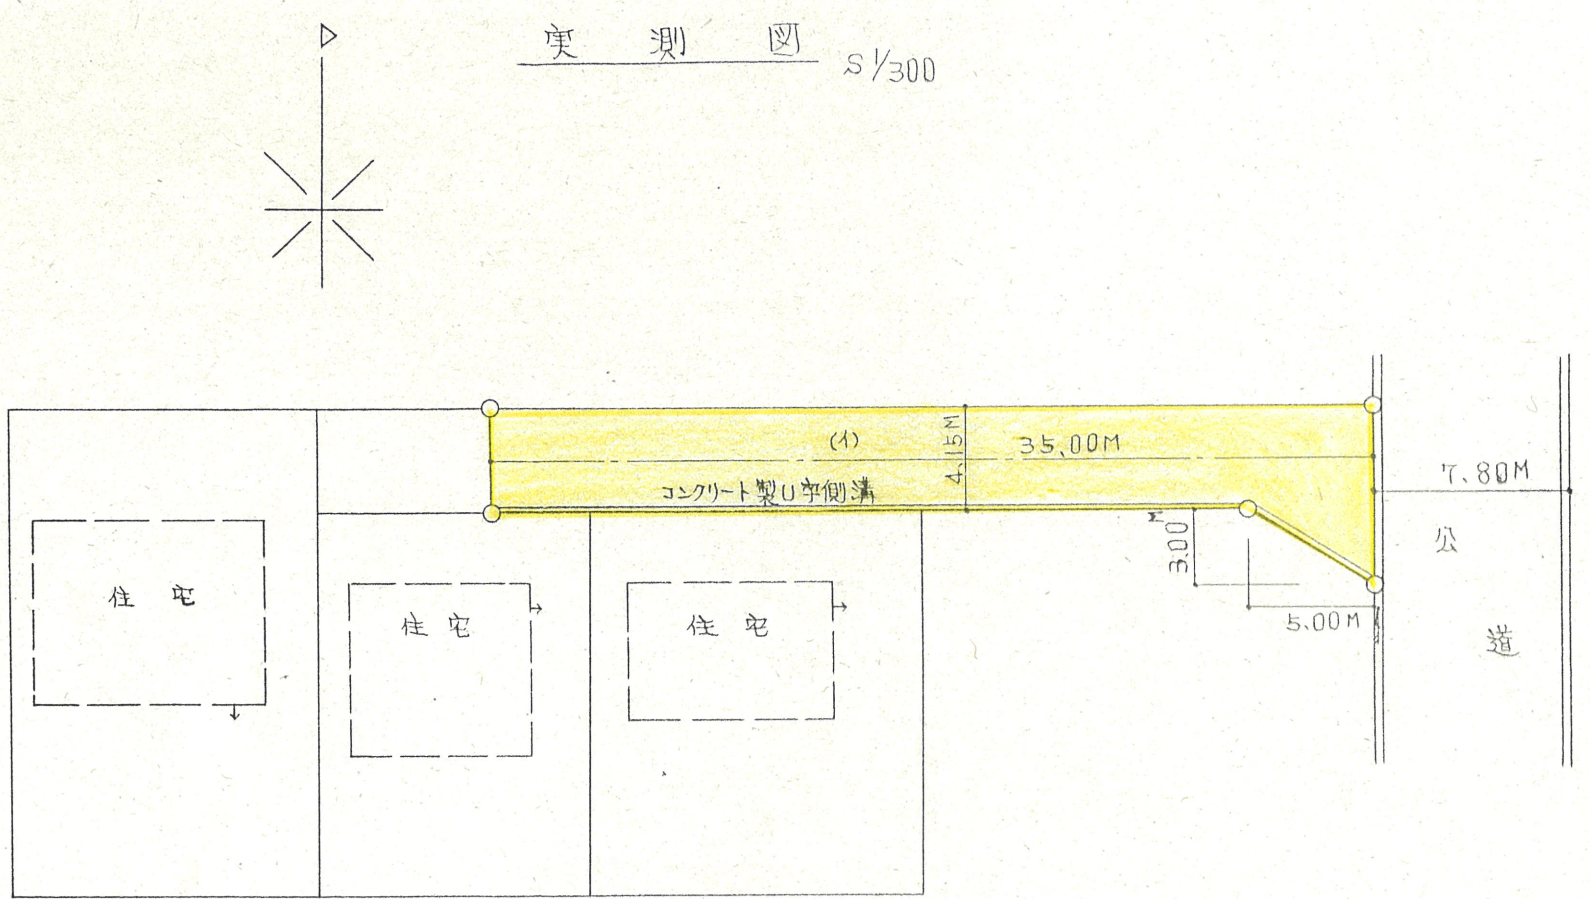 実測図 S1/300
(イ)
4.15M
35.00M
コンクリート製U字側溝
7.80M
公道
3.00M
5.00M
住宅
住宅
住宅